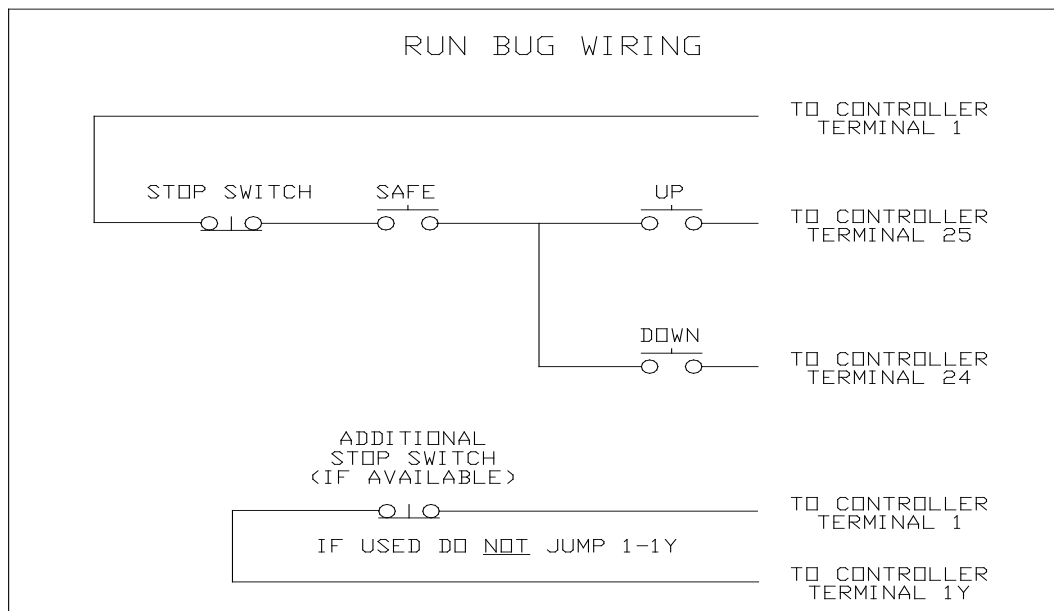 RUN BUG WIRING
TO CONTROLLER
TERMINAL 1
STOP SWITCH
SAFE
UP
TO CONTROLLER
TERMINAL 25
DOWN
TO CONTROLLER
TERMINAL 24
ADDITIONAL
STOP SWITCH
(IF AVAILABLE)
TO CONTROLLER
TERMINAL 1
IF USED DO NOT JUMP 1-1Y
TO CONTROLLER
TERMINAL 1Y